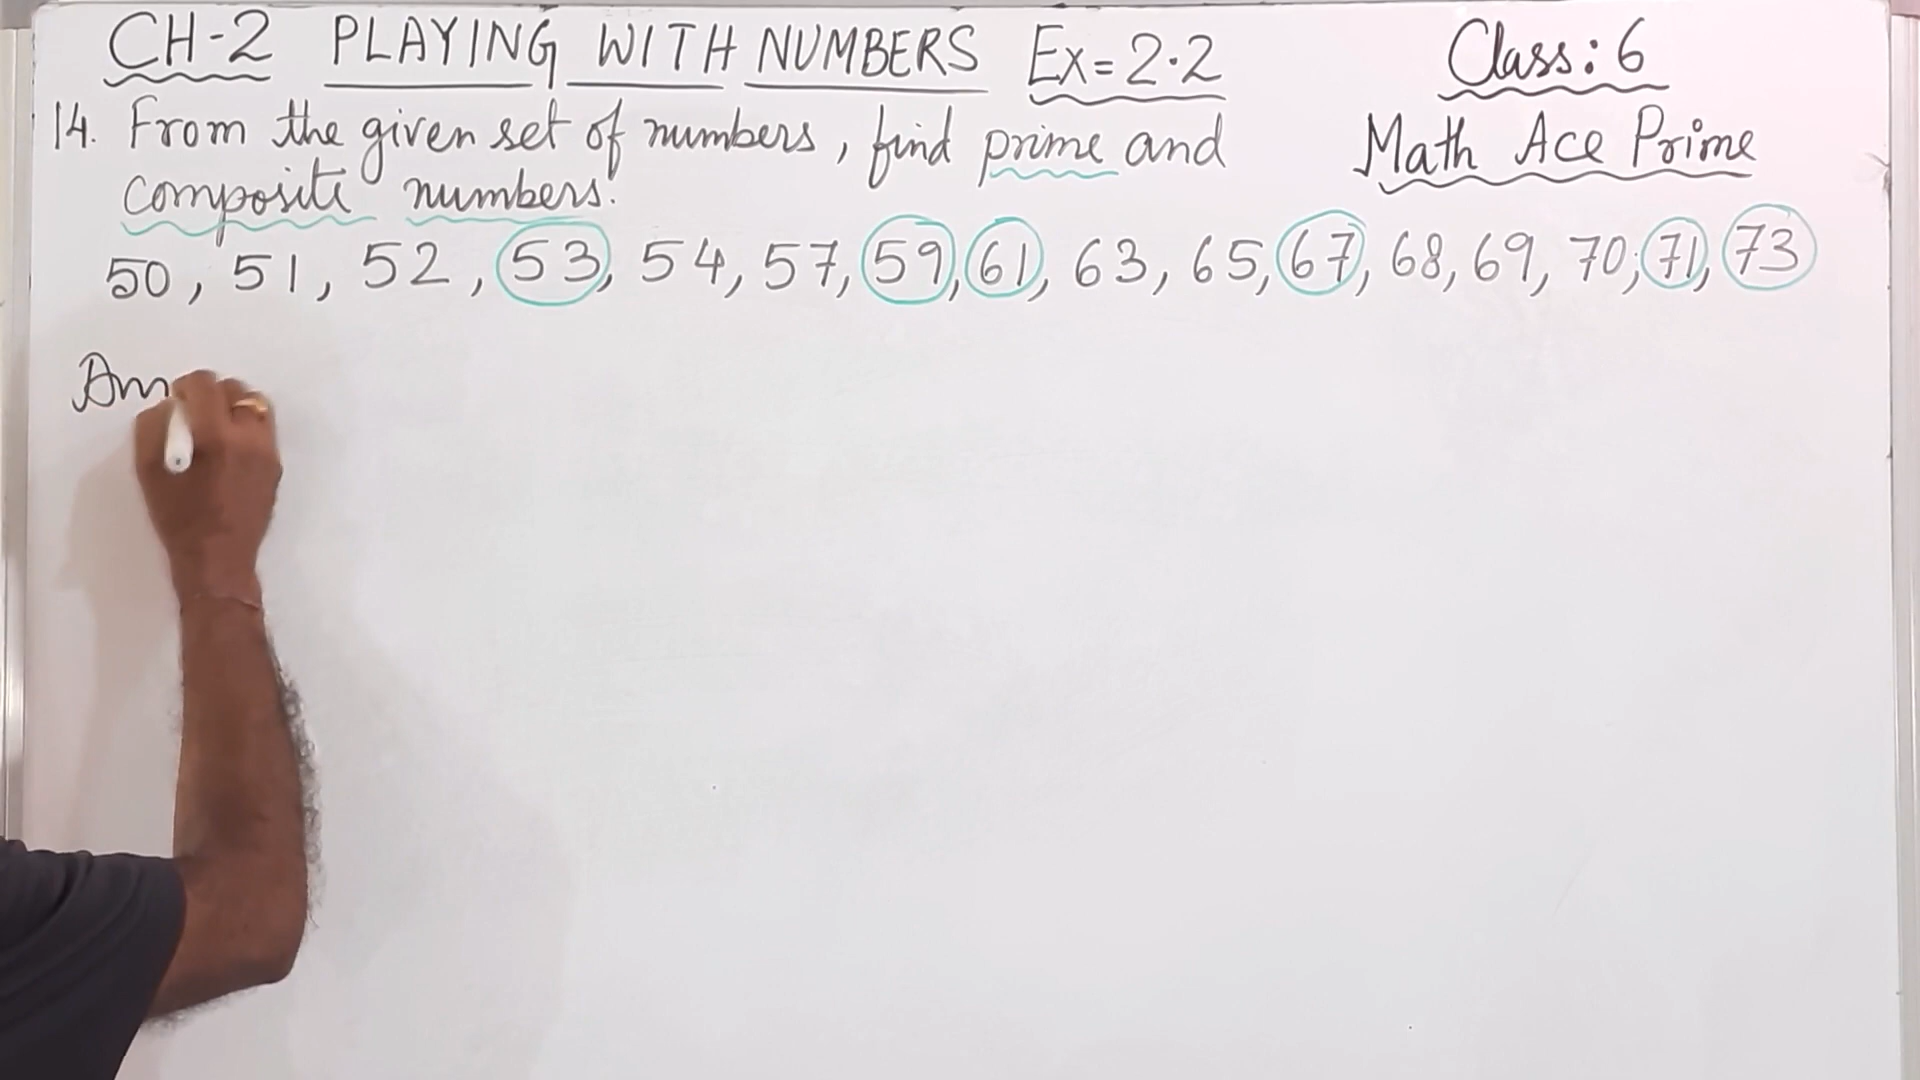 CH-2 PLAYING WITH NUMBERS Ex=2.2 Class: 6
14. From the given set of numbers, find prime and Math Ace Prime
composite numbers.
50, 51, 52, 53, 54, 57, 59, 61, 63, 65, 67, 68, 69, 70, 71, 73